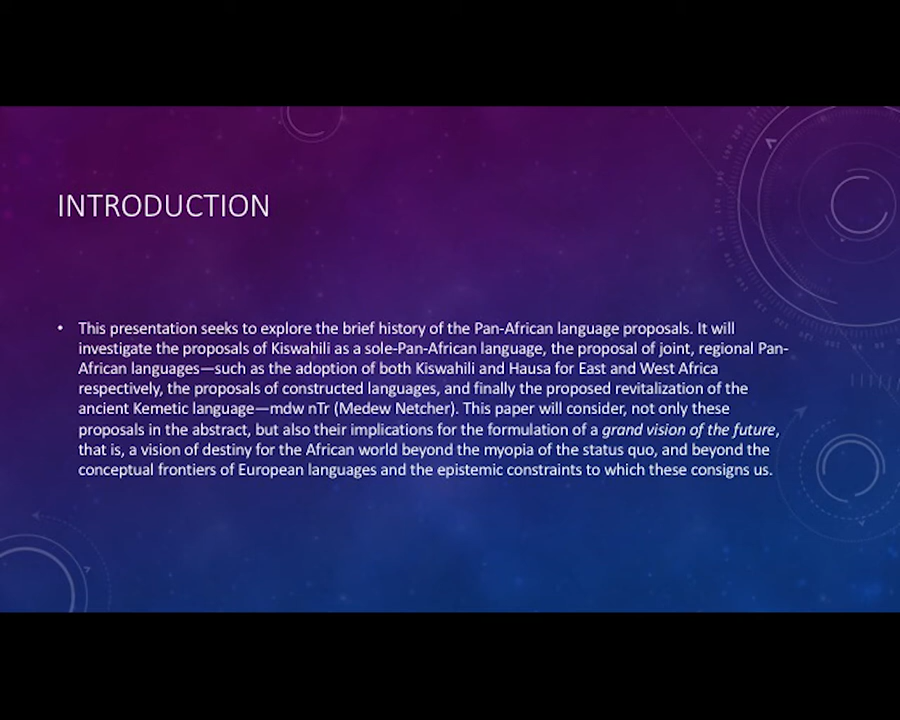 INTRODUCTION
• This presentation seeks to explore the brief history of the Pan-African language proposals. It will
investigate the proposals of Kiswahili as a sole-Pan-African language, the proposal of joint, regional Pan-
African languages—such as the adoption of both Kiswahili and Hausa for East and West Africa
respectively, the proposals of constructed languages, and finally the proposed revitalization of the
ancient Kemetic language—mdw nTr (Medew Netcher). This paper will consider, not only these
proposals in the abstract, but also their implications for the formulation of a grand vision of the future,
that is, a vision of destiny for the African world beyond the myopia of the status quo, and beyond the
conceptual frontiers of European languages and the epistemic constraints to which these consigns us.